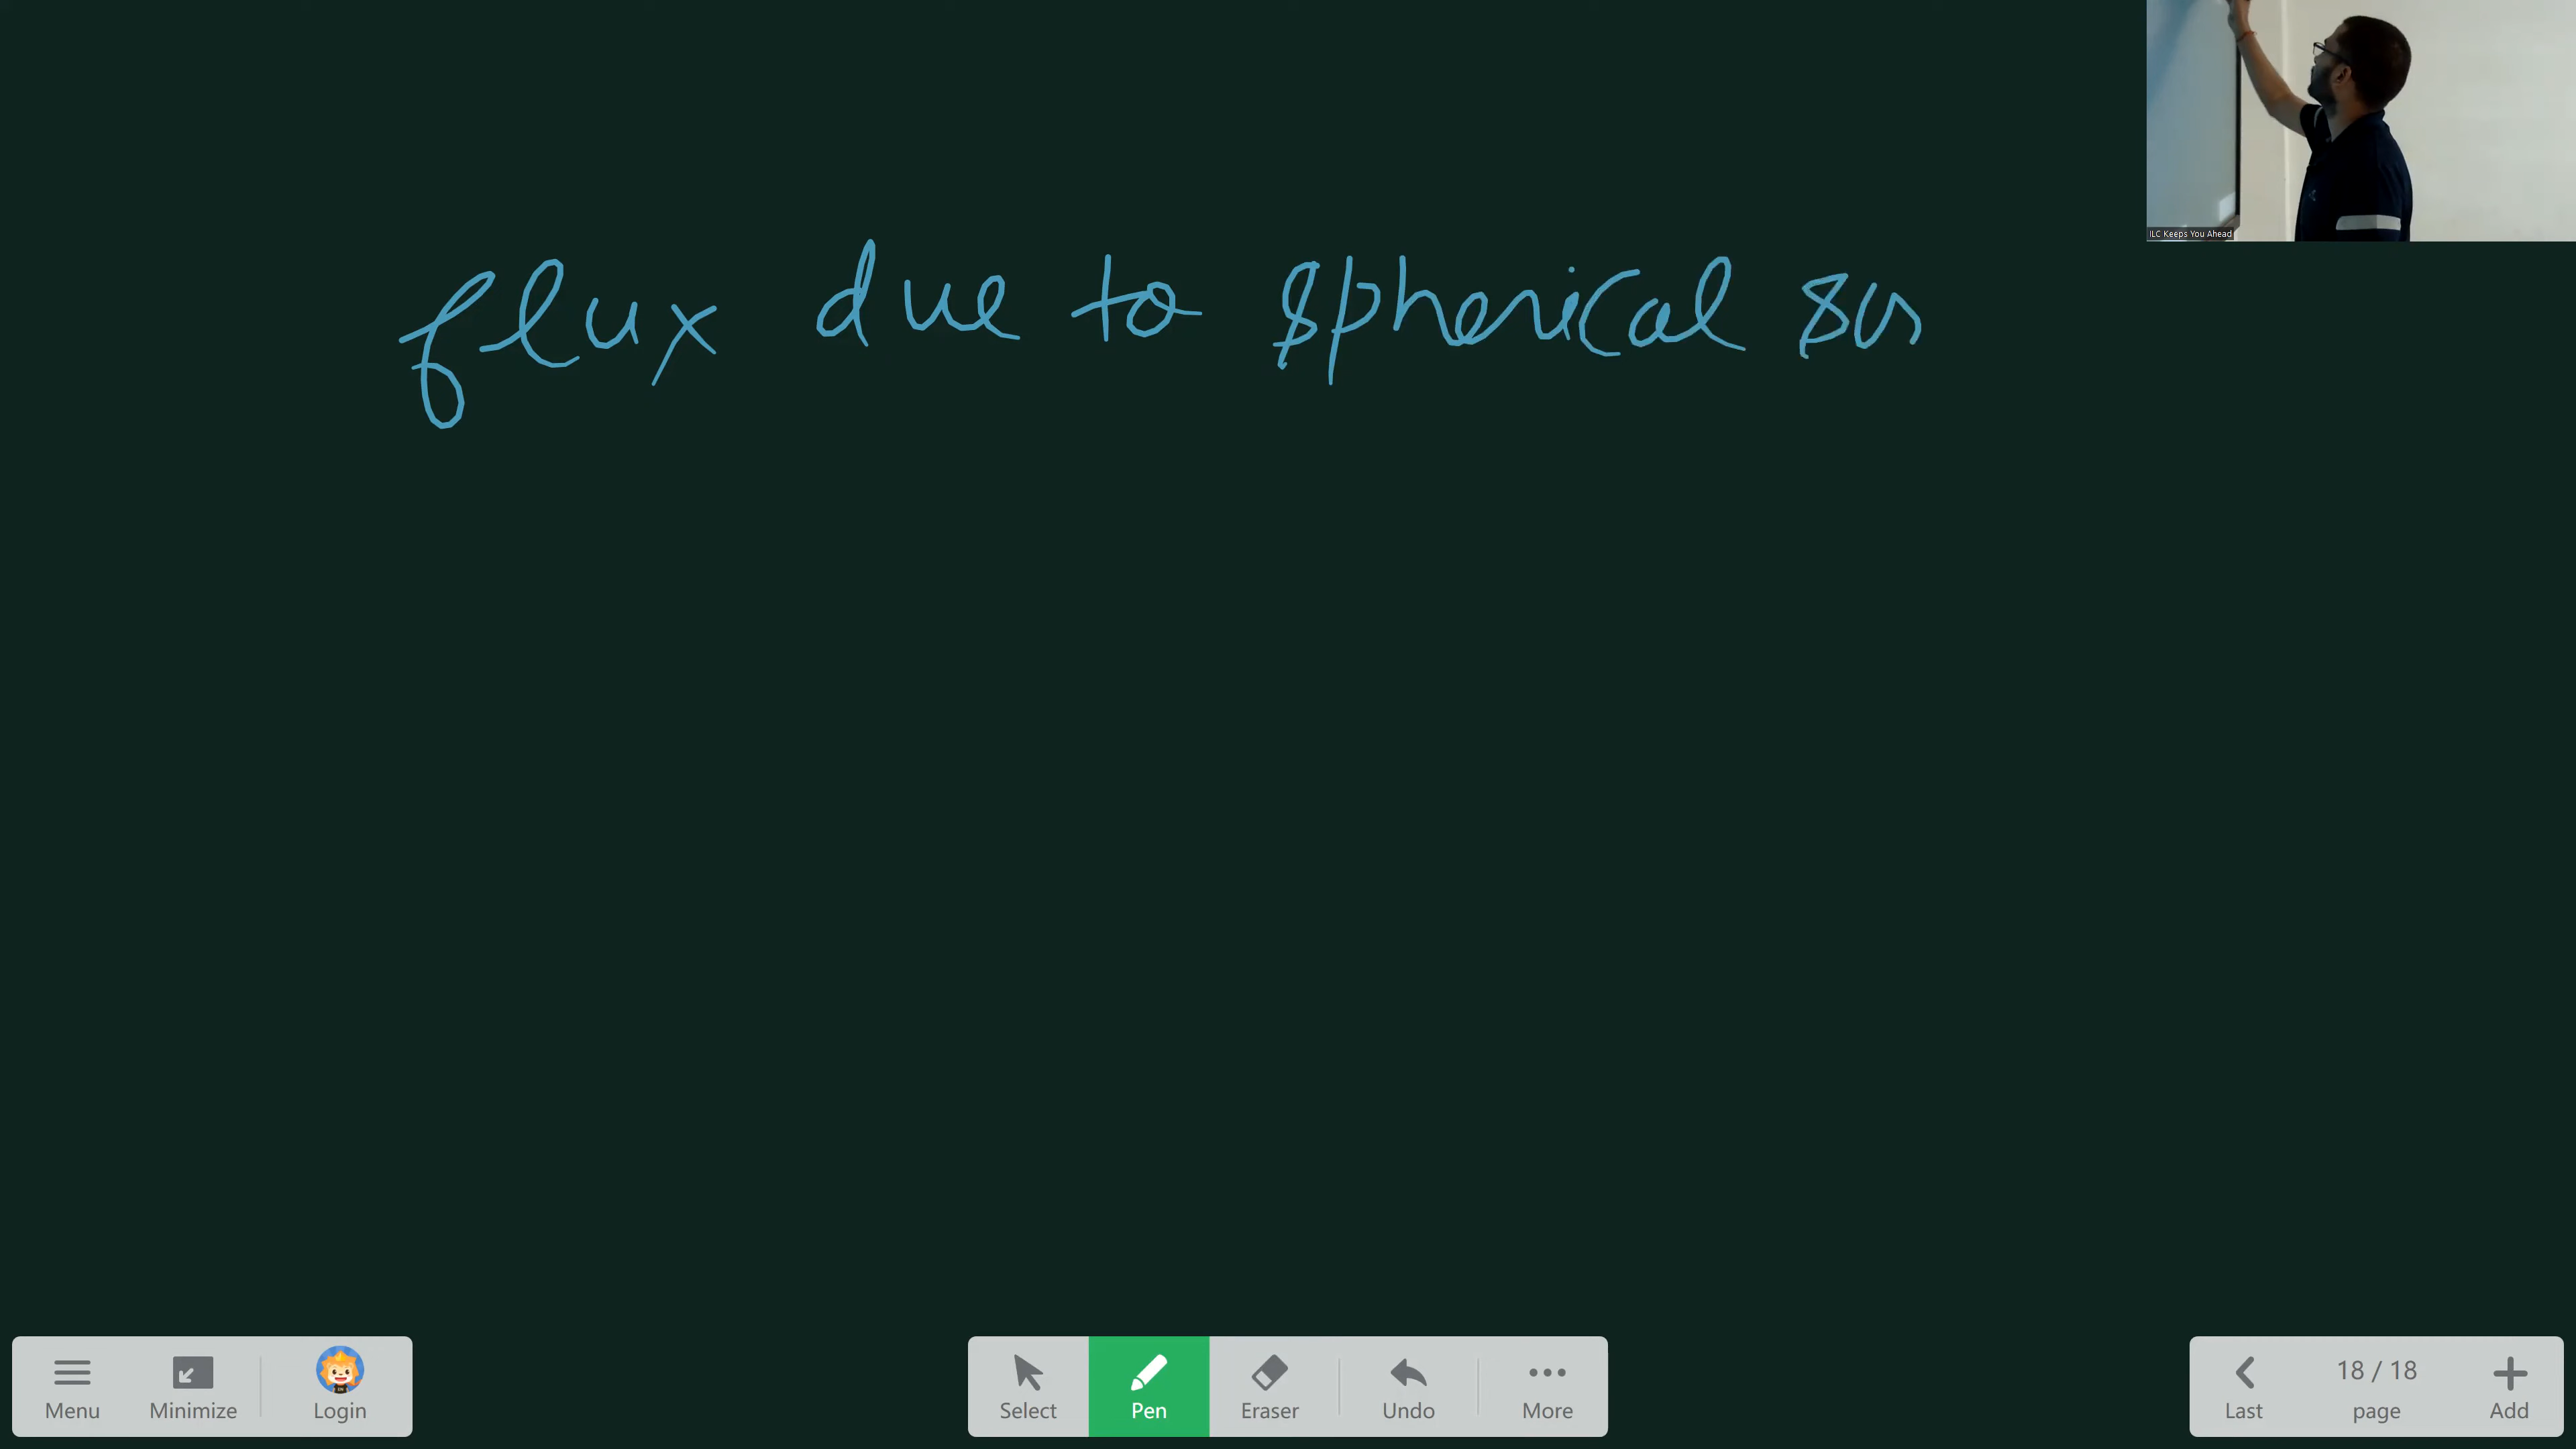 flux due to spherical sur
ILC Keeps You Ahead
Menu
Minimize
Login
Select
Pen
Eraser
Undo
More
Last
18 / 18
page
Add